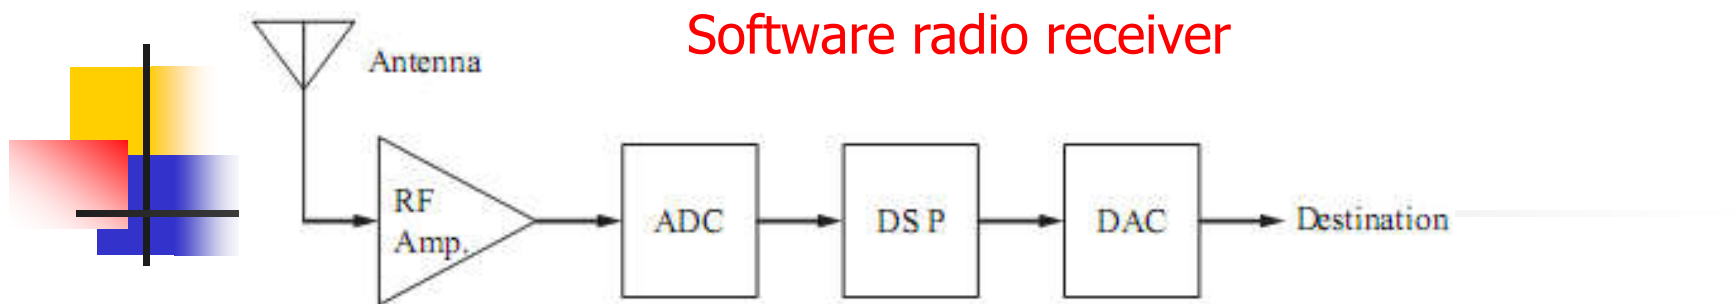 Software radio receiver
Antenna
RF
Amp.
ADC
DSP
DAC
Destination